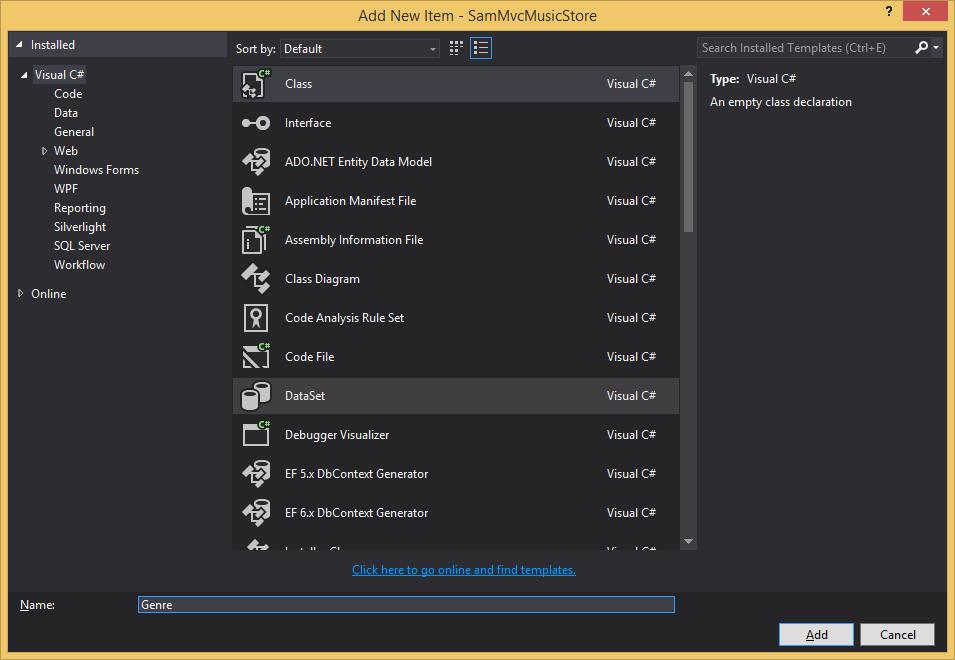 Add New Item - SamMvcMusicStore
?
Installed
Sort by: Default
Search Installed Templates (Ctrl+E)
Visual C#
Code
Data
General
Web
Windows Forms
WPF
Reporting
Silverlight
SQL Server
Workflow
Online
C# Class Visual C#
Interface Visual C#
ADO.NET Entity Data Model Visual C#
Application Manifest File Visual C#
C# Assembly Information File Visual C#
Class Diagram Visual C#
Code Analysis Rule Set Visual C#
C# Code File Visual C#
DataSet Visual C#
C# Debugger Visualizer Visual C#
EF 5.x DbContext Generator Visual C#
EF 6.x DbContext Generator Visual C#
Type: Visual C#
An empty class declaration
Click here to go online and find templates.
Name: Genre
Add Cancel